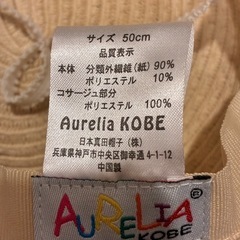 サイズ 50cm
品質表示
本体 分類外繊維(紙)90%
ポリエステル 10%
コサージュ部分
ポリエステル 100%
Aurelia KOBE
日本真田帽子(株)
兵庫県神戸市中央区御幸通4-1-12
中国製
AURELIA
KOBE
®